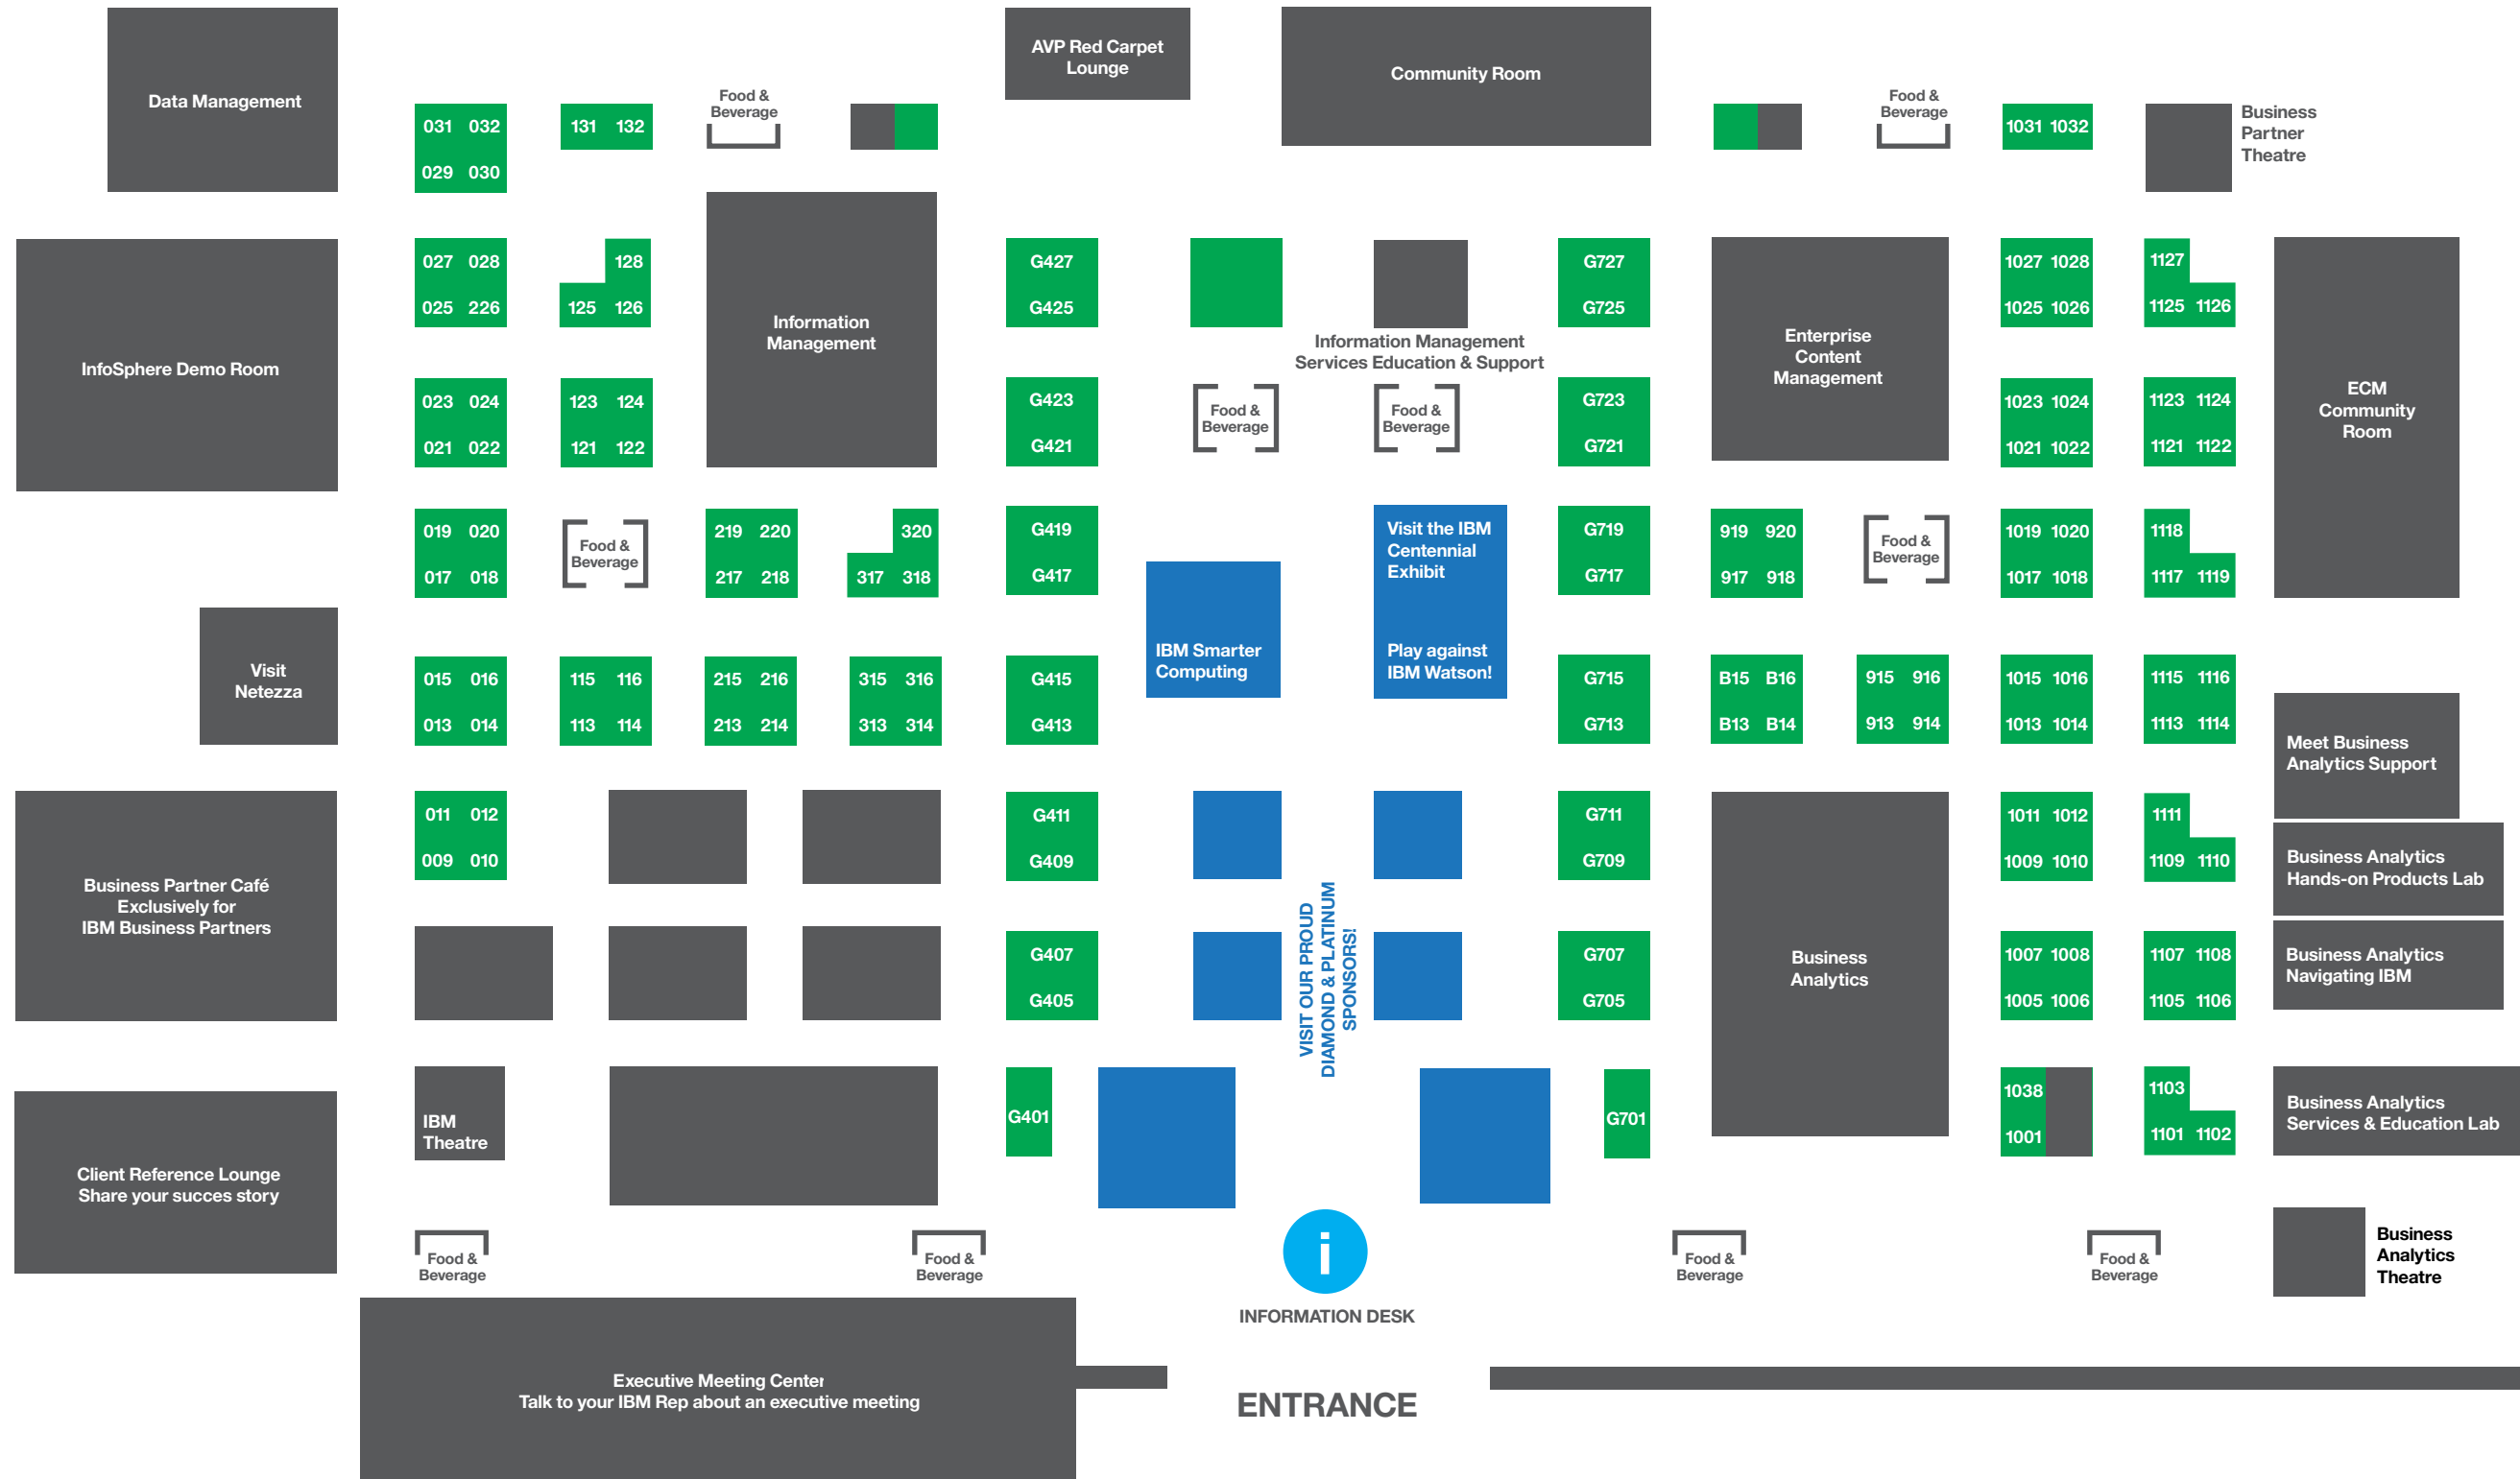 AVP Red Carpet
Lounge
Community Room
Data Management
Food &
Beverage
Food &
Beverage
Business
Partner
Theatre
031 032
131 132
1031 1032
029 030
027 028
128
G427
G727
1027 1028
1127
025 226
125 126
G425
G725
1025 1026
1125 1126
Information
Management
Information Management
Services Education & Support
Enterprise
Content
Management
InfoSphere Demo Room
ECM
Community
Room
023 024
123 124
G423
Food &
Beverage
Food &
Beverage
G723
1023 1024
1123 1124
021 022
121 122
G421
G721
1021 1022
1121 1122
019 020
Food &
Beverage
219 220
320
G419
Visit the IBM
Centennial
Exhibit
G719
919 920
Food &
Beverage
1019 1020
1118
017 018
217 218
317 318
G417
G717
917 918
1017 1018
1117 1119
Visit
Netezza
IBM Smarter
Computing
Play against
IBM Watson!
015 016
115 116
215 216
315 316
G415
G715
B15 B16
915 916
1015 1016
1115 1116
013 014
113 114
213 214
313 314
G413
G713
B13 B14
913 914
1013 1014
1113 1114
Meet Business
Analytics Support
011 012
G411
G711
1011 1012
1111
009 010
G409
G709
1009 1010
1109 1110
Business Analytics
Hands-on Products Lab
Business Partner Café
Exclusively for
IBM Business Partners
VISIT OUR PROUD
DIAMOND & PLATINUM
SPONSORS!
G407
G707
Business
Analytics
1007 1008
1107 1108
Business Analytics
Navigating IBM
G405
G705
1005 1006
1105 1106
IBM
Theatre
G401
G701
1038
1001
1103
1101 1102
Business Analytics
Services & Education Lab
Client Reference Lounge
Share your succes story
Food &
Beverage
Food &
Beverage
i
INFORMATION DESK
Food &
Beverage
Food &
Beverage
Business
Analytics
Theatre
Executive Meeting Center
Talk to your IBM Rep about an executive meeting
ENTRANCE